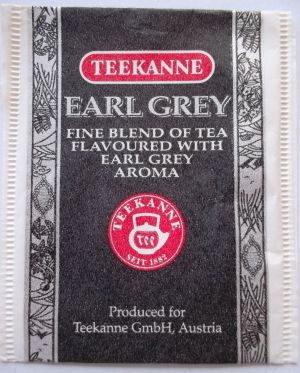 TEEKANNE
EARL GREY
FINE BLEND OF TEA
FLAVOURED WITH
EARL GREY
AROMA
TEEKANNE
Tee
SEIT 1882
Produced for
Teekanne GmbH, Austria